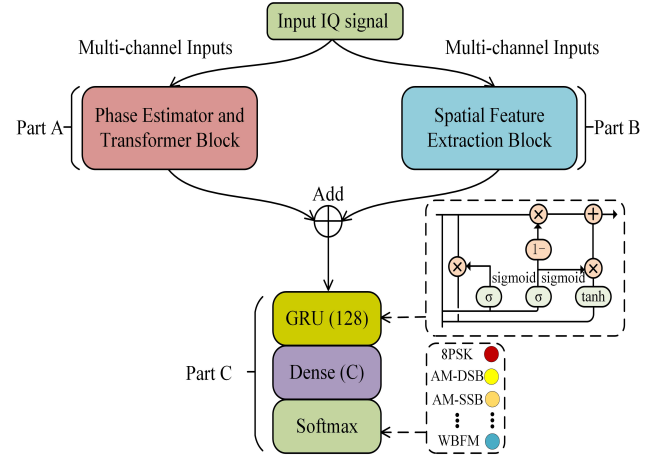 Input IQ signal
Multi-channel Inputs
Multi-channel Inputs
Part A
Phase Estimator and
Transformer Block
Spatial Feature
Extraction Block
Part B
Add
1−
sigmoid
sigmoid
σ
σ
tanh
GRU (128)
Part C
Dense (C)
Softmax
8PSK
AM-DSB
AM-SSB
WBFM